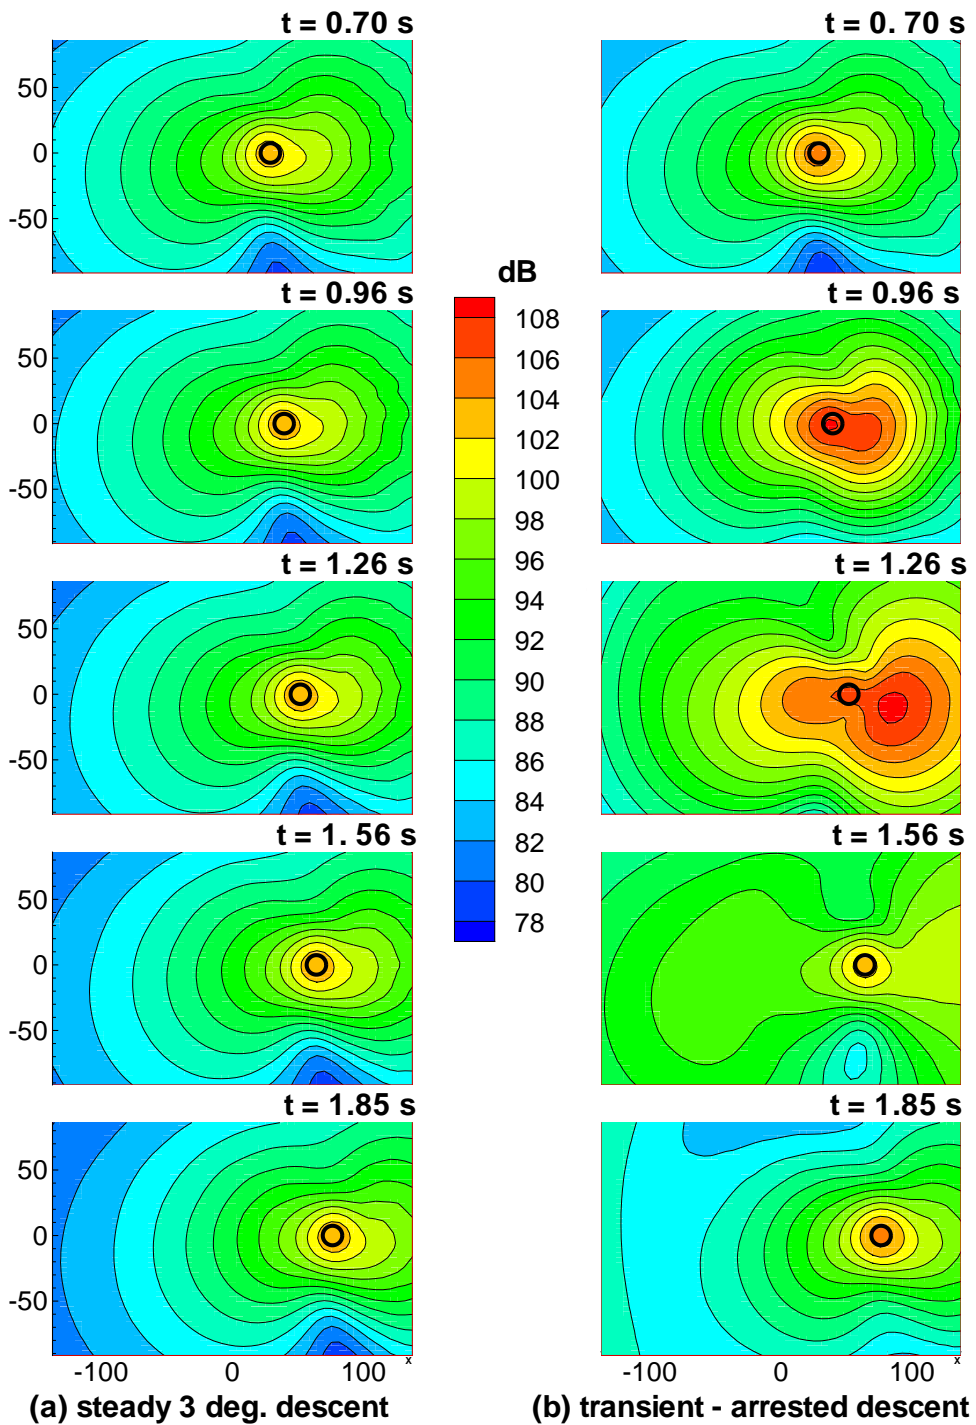 t = 0.70 s
t = 0. 70 s
50
0
-50
dB
t = 0.96 s
t = 0.96 s
50
0
-50
108
106
104
102
100
98
96
94
92
90
88
86
84
82
80
78
t = 1.26 s
t = 1.26 s
50
0
-50
t = 1. 56 s
t = 1.56 s
50
0
-50
t = 1.85 s
t = 1.85 s
50
0
-50
x
x
-100 0 100
-100 0 100
(a) steady 3 deg. descent
(b) transient - arrested descent